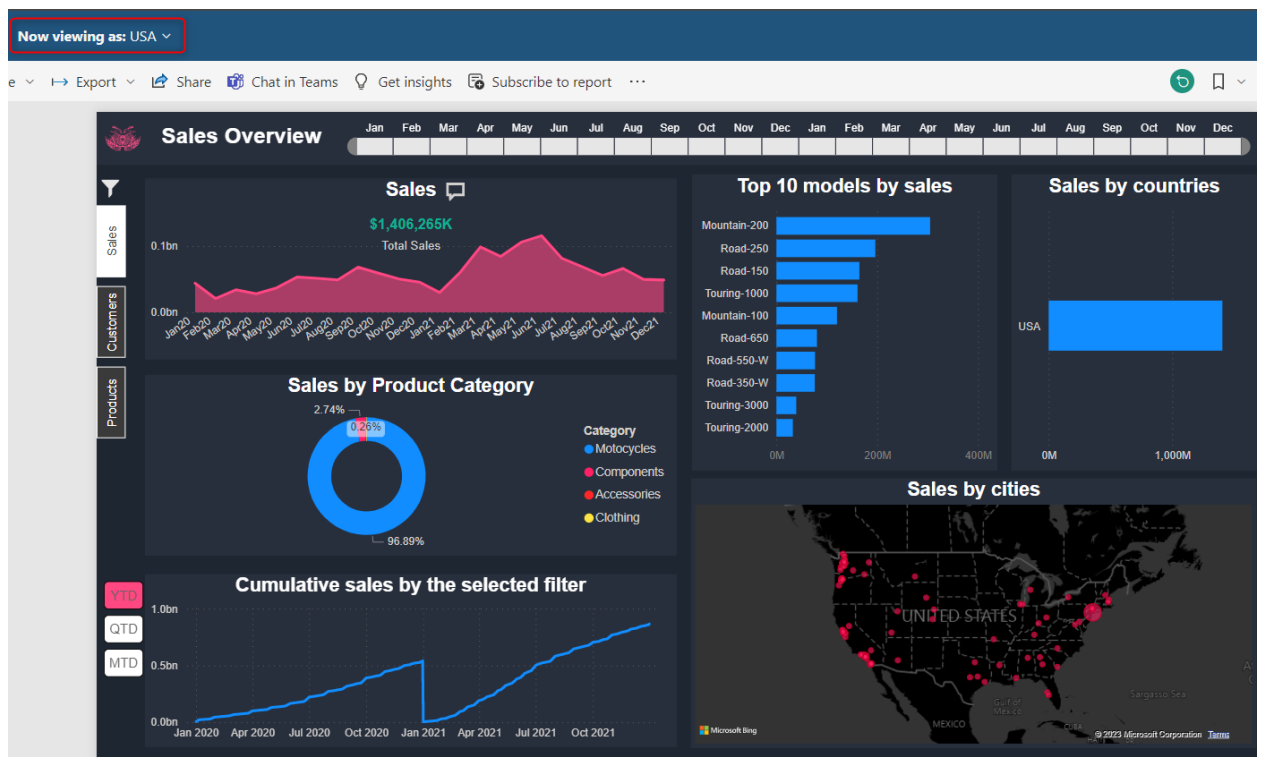 Now viewing as: USA
e
Export
Share
Chat in Teams
Get insights
Subscribe to report
...
Sales Overview
Jan Feb Mar Apr May Jun Jul Aug Sep Oct Nov Dec Jan Feb Mar Apr May Jun Jul Aug Sep Oct Nov Dec
Sales
Customers
Products
Sales
$1,406,265K
Total Sales
0.1bn
0.0bn
Jan20 Feb20 Mar20 Apr20 May20 Jun20 Jul20 Aug20 Sep20 Oct20 Nov20 Dec20 Jan21 Feb21 Mar21 Apr21 May21 Jun21 Jul21 Aug21 Sep21 Oct21 Nov21 Dec21
Top 10 models by sales
Mountain-200
Road-250
Road-150
Touring-1000
Mountain-100
Road-650
Road-550-W
Road-350-W
Touring-3000
Touring-2000
0M 200M 400M
Sales by countries
USA
0M 1,000M
Sales by Product Category
2.74%
0.26%
96.89%
Category
Motocycles
Components
Accessories
Clothing
Sales by cities
UNITED STATES
MEXICO
Gulf of
Mexico
CUBA
Sargasso Sea
Microsoft Bing
© 2023 Microsoft Corporation Terms
YTD
QTD
MTD
Cumulative sales by the selected filter
1.0bn
0.5bn
0.0bn
Jan 2020 Apr 2020 Jul 2020 Oct 2020 Jan 2021 Apr 2021 Jul 2021 Oct 2021